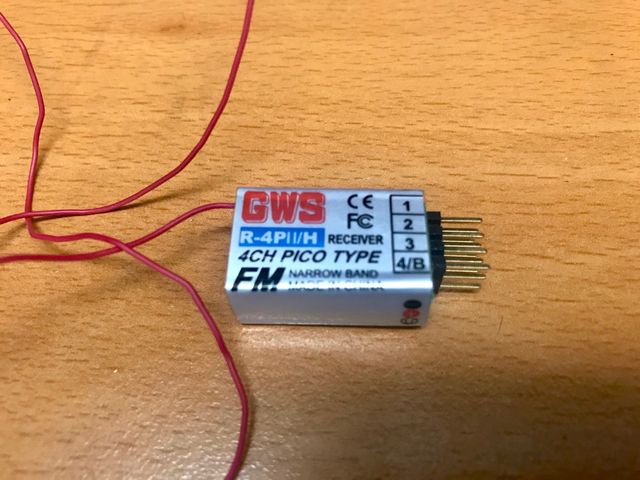 GWS
CE
FC
R-4PII/H RECEIVER
4CH PICO TYPE
FM NARROW BAND
MADE IN CHINA
1
2
3
4/B